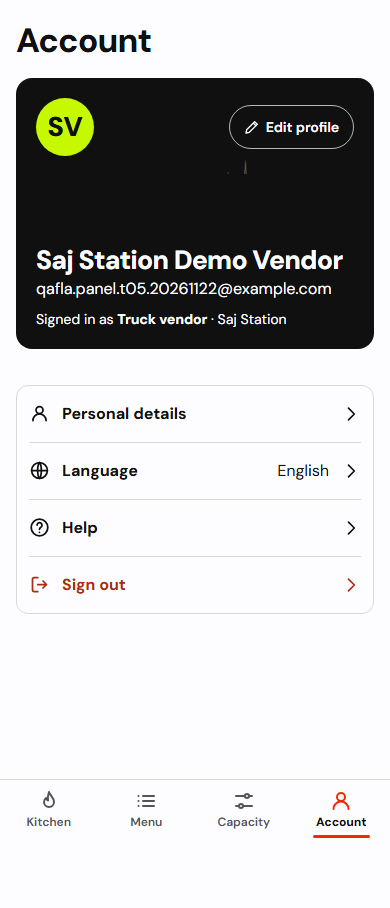 Account
SV
Edit profile
Saj Station Demo Vendor
qafla.panel.t05.20261122@example.com
Signed in as Truck vendor · Saj Station
Personal details
Language English
Help
Sign out
Kitchen Menu Capacity Account